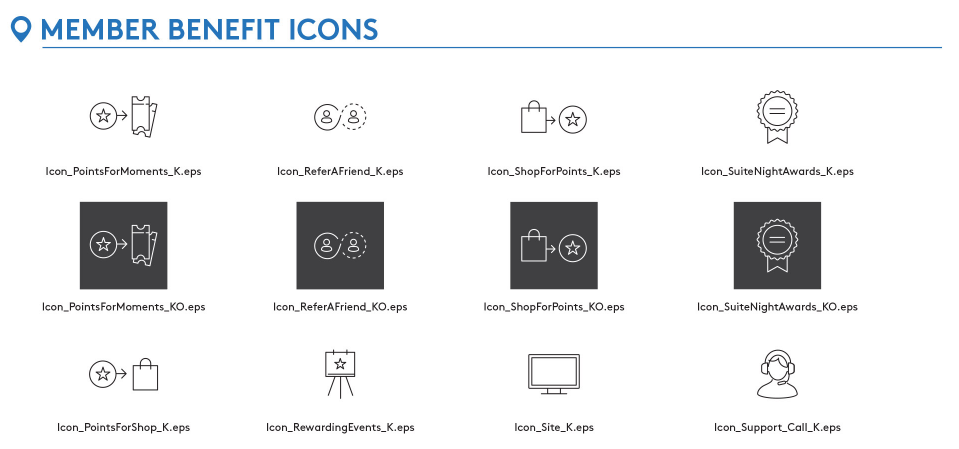 MEMBER BENEFIT ICONS
Icon_PointsForMoments_K.eps
Icon_ReferAFriend_K.eps
Icon_ShopForPoints_K.eps
Icon_SuiteNightAwards_K.eps
Icon_PointsForMoments_KO.eps
Icon_ReferAFriend_KO.eps
Icon_ShopForPoints_KO.eps
Icon_SuiteNightAwards_KO.eps
Icon_PointsForShop_K.eps
Icon_RewardingEvents_K.eps
Icon_Site_K.eps
Icon_Support_Call_K.eps